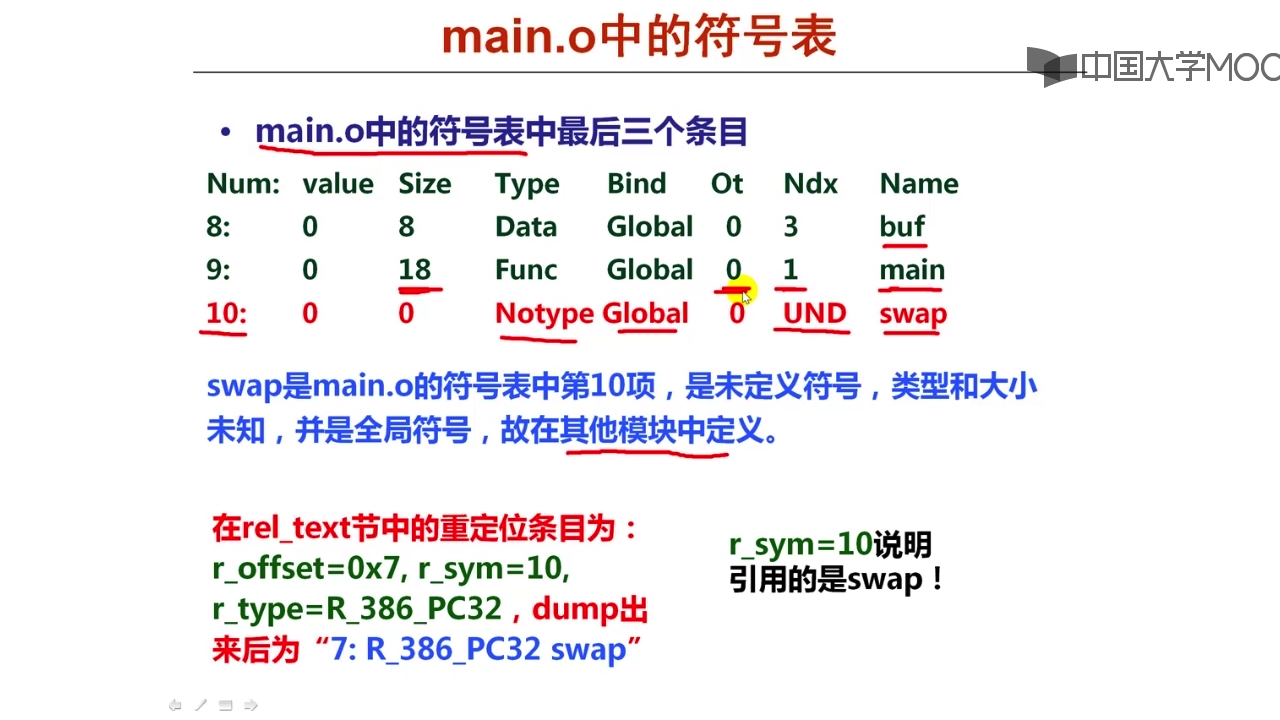 main.o中的符号表
中国大学MOO
• main.o中的符号表中最后三个条目
Num: value Size Type Bind Ot Ndx Name
8: 0 8 Data Global 0 3 buf
9: 0 18 Func Global 0 1 main
10: 0 0 Notype Global 0 UND swap
swap是main.o的符号表中第10项，是未定义符号，类型和大小
未知，并是全局符号，故在其他模块中定义。
在rel_text节中的重定位条目为：
r_offset=0x7, r_sym=10,
r_type=R_386_PC32，dump出
来后为“7: R_386_PC32 swap”
r_sym=10说明
引用的是swap！